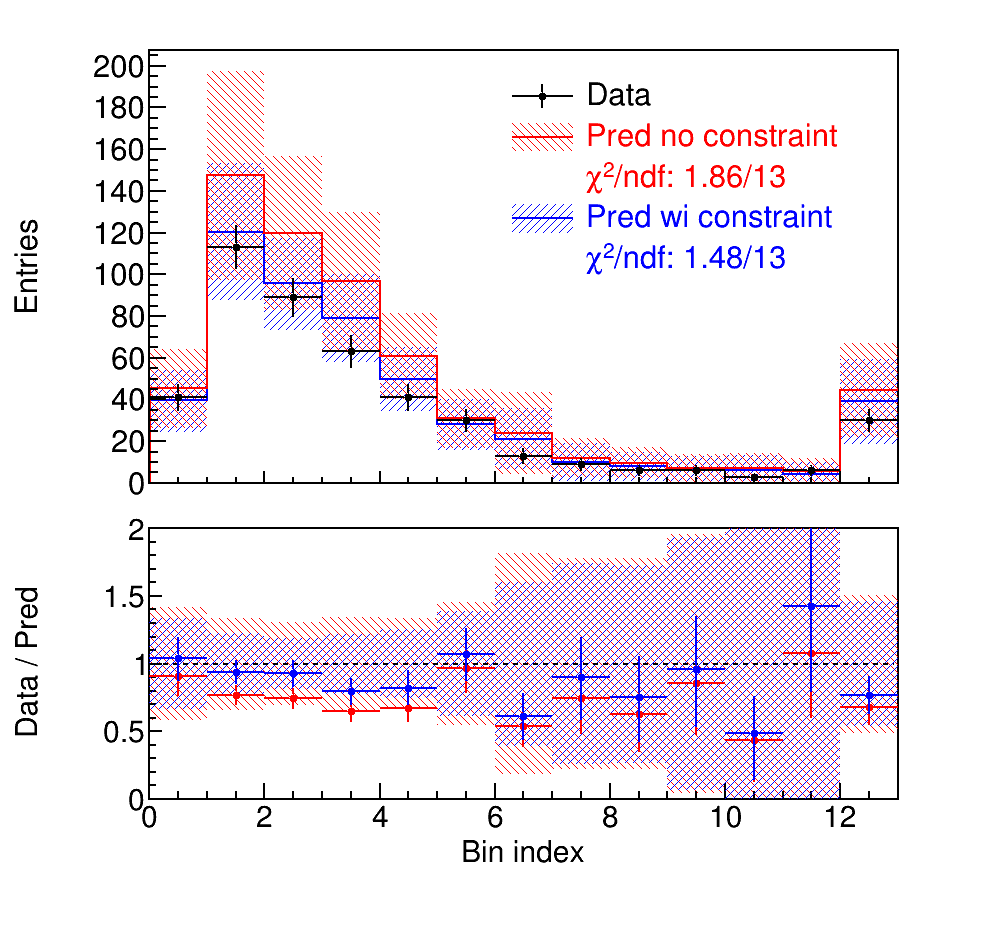 200
180
160
140
120
100
80
60
40
20
0
Entries
Data
Pred no constraint
χ²/ndf: 1.86/13
Pred wi constraint
χ²/ndf: 1.48/13
2
1.5
1
0.5
0
Data / Pred
0 2 4 6 8 10 12
Bin index